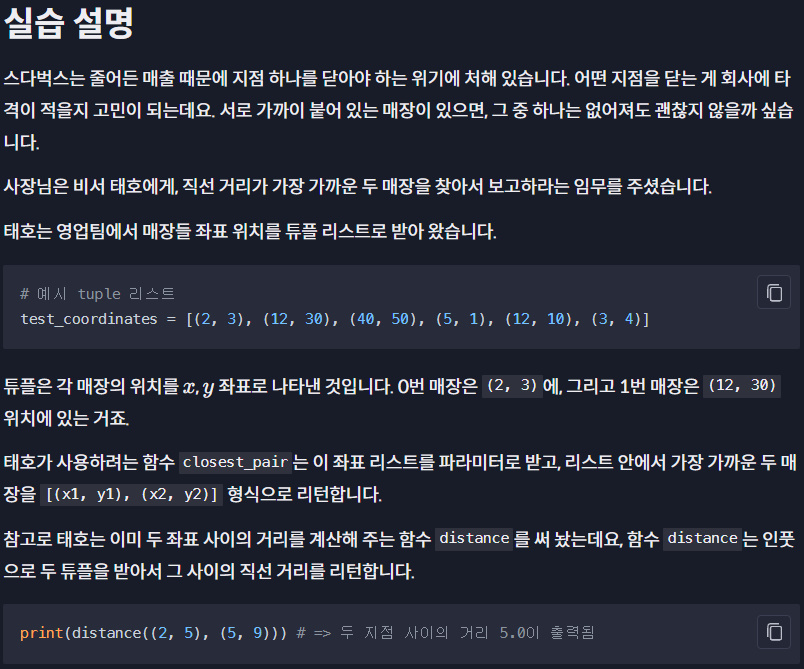 실습 설명
스다벅스는 줄어든 매출 때문에 지점 하나를 닫아야 하는 위기에 처해 있습니다. 어떤 지점을 닫는 게 회사에 타
격이 적을지 고민이 되는데요. 서로 가까이 붙어 있는 매장이 있으면, 그 중 하나는 없어져도 괜찮지 않을까 싶습
니다.
사장님은 비서 태호에게, 직선 거리가 가장 가까운 두 매장을 찾아서 보고하라는 임무를 주셨습니다.
태호는 영업팀에서 매장들 좌표 위치를 튜플 리스트로 받아 왔습니다.
# 예시 tuple 리스트
test_coordinates = [(2, 3), (12, 30), (40, 50), (5, 1), (12, 10), (3, 4)]
튜플은 각 매장의 위치를 x, y 좌표로 나타낸 것입니다. 0번 매장은 (2, 3)에, 그리고 1번 매장은 (12, 30)
위치에 있는 거죠.
태호가 사용하려는 함수 closest_pair는 이 좌표 리스트를 파라미터로 받고, 리스트 안에서 가장 가까운 두 매
장을 [(x1, y1), (x2, y2)] 형식으로 리턴합니다.
참고로 태호는 이미 두 좌표 사이의 거리를 계산해 주는 함수 distance를 써 놨는데요, 함수 distance는 인풋
으로 두 튜플을 받아서 그 사이의 직선 거리를 리턴합니다.
print(distance((2, 5), (5, 9))) # => 두 지점 사이의 거리 5.0이 출력됨